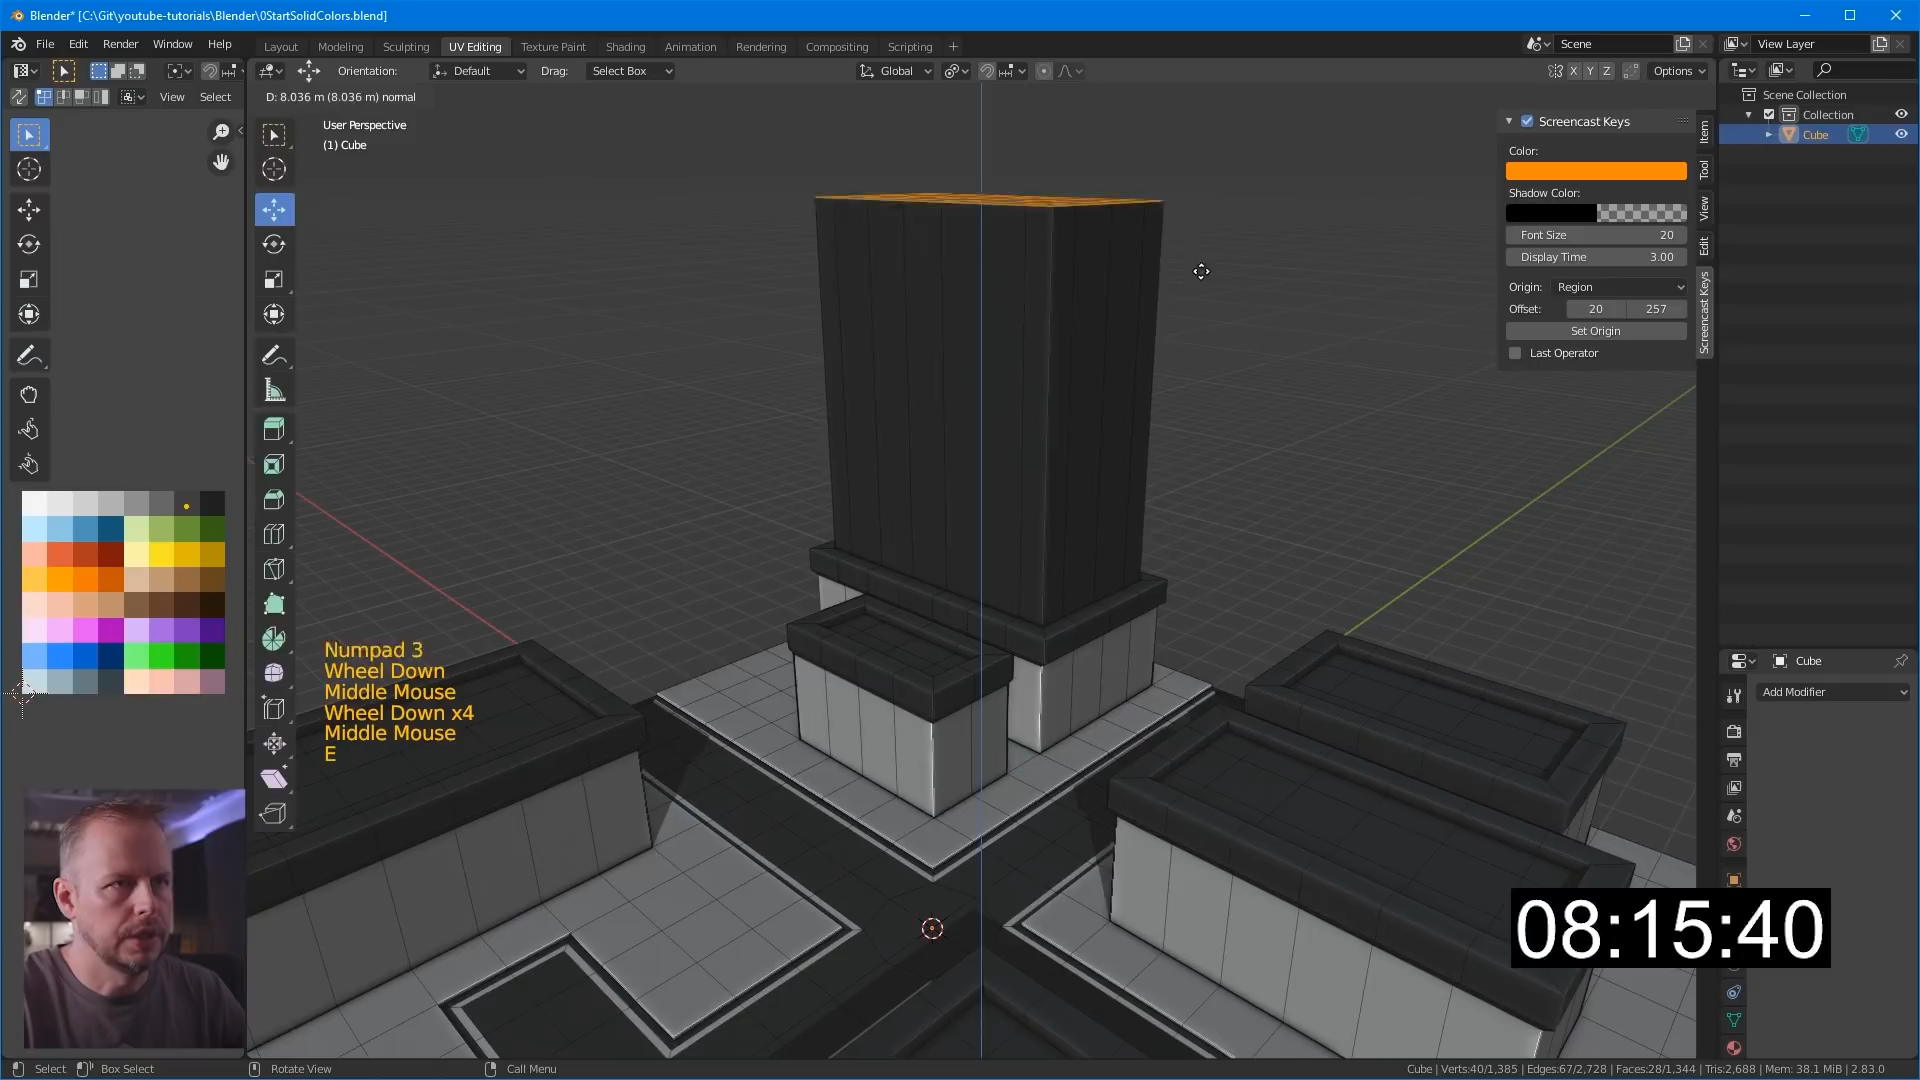 Blender* [C:\Git\youtube-tutorials\Blender\0StartSolidColors.blend]
File Edit Render Window Help
Layout Modeling Sculpting UV Editing Texture Paint Shading Animation Rendering Compositing Scripting +
Scene
View Layer
Orientation: Default Drag: Select Box
Global
X Y Z Options
View Select
D: 8.036 m (8.036 m) normal
User Perspective
(1) Cube
Scene Collection
Collection
Cube
Screencast Keys
Color:
Shadow Color:
Font Size 20
Display Time 3.00
Origin: Region
Offset: 20 257
Set Origin
Last Operator
Item
Tool
View
Edit
Screencast Keys
Numpad 3
Wheel Down
Middle Mouse
Wheel Down x4
Middle Mouse
E
Cube
Add Modifier
08:15:40
Select Box Select Rotate View Call Menu
Cube | Verts:40/1,385 | Edges:67/2,728 | Faces:28/1,344 | Tris:2,688 | Mem: 38.1 MiB | 2.83.0